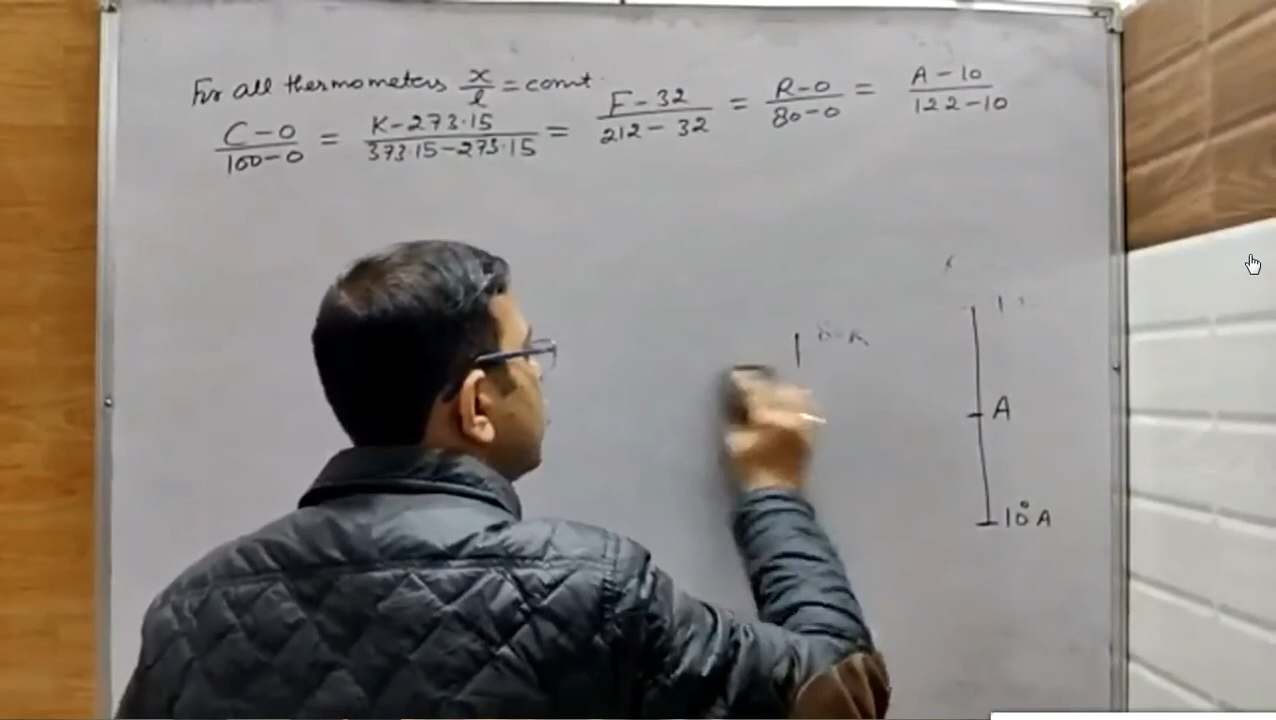 For all thermometers x/l = const.
C-0/100-0 = K-273.15/373.15-273.15 = F-32/212-32 = R-0/80-0 = A-10/122-10
A
10°A